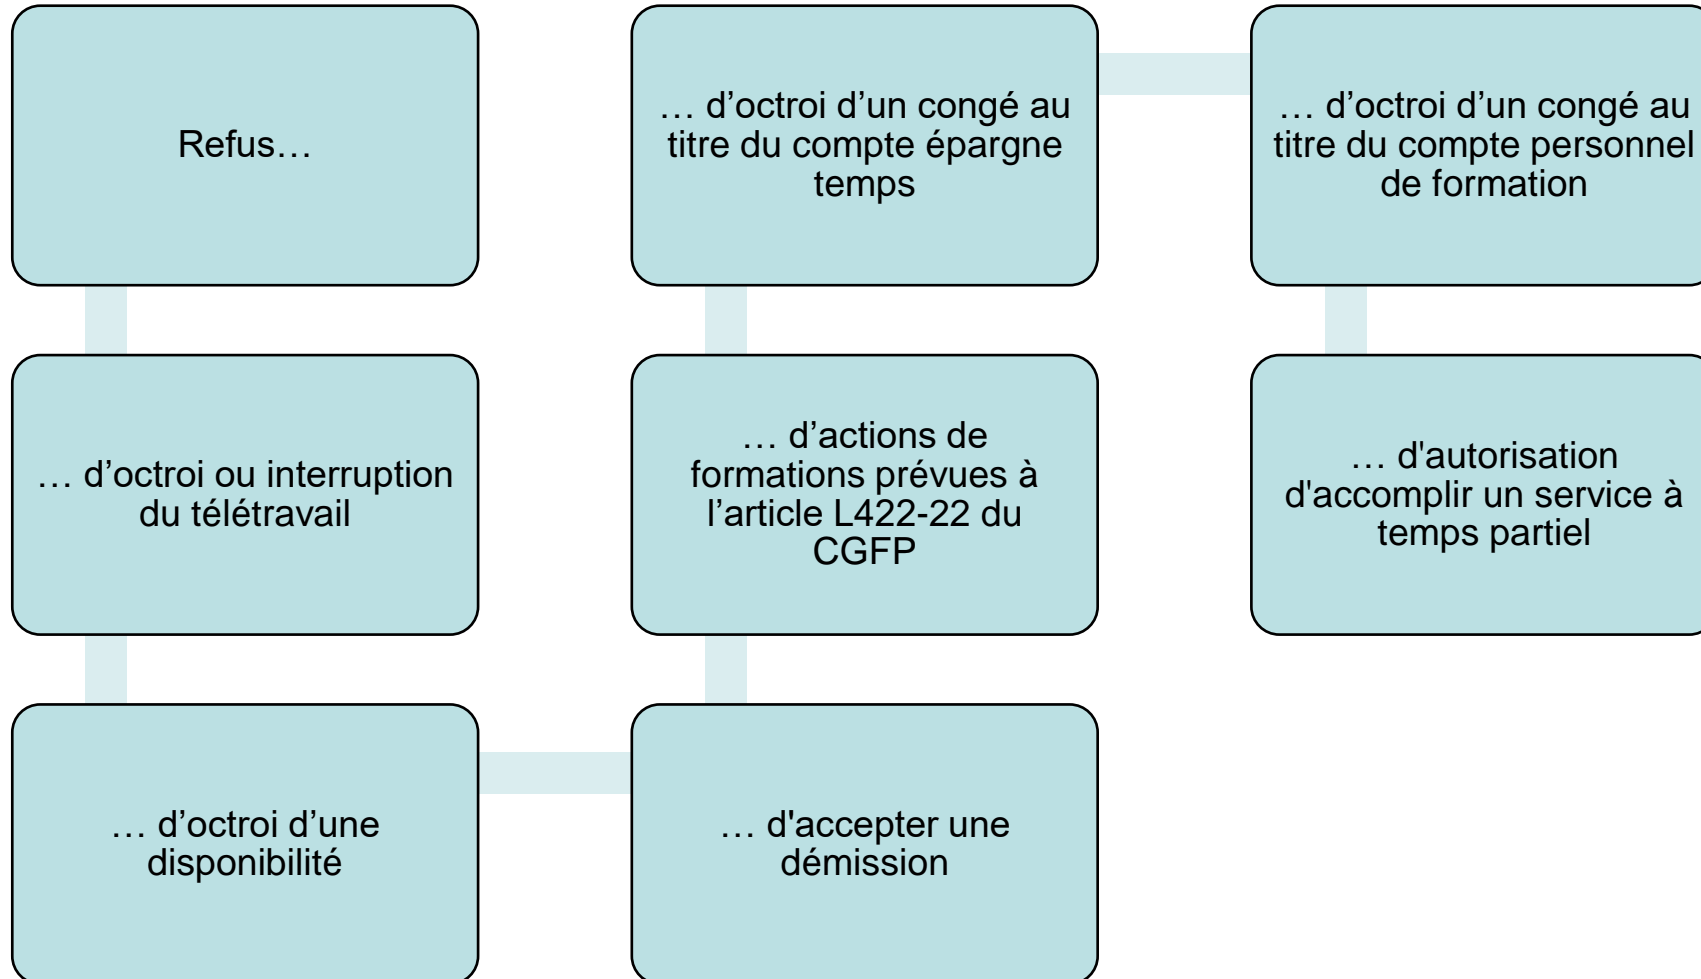 Refus…
… d’octroi ou interruption
du télétravail
… d’octroi d’une
disponibilité
… d'accepter une
démission
… d’actions de
formations prévues à
l’article L422-22 du
CGFP
… d’octroi d’un congé au
titre du compte épargne
temps
… d’octroi d’un congé au
titre du compte personnel
de formation
… d'autorisation
d'accomplir un service à
temps partiel